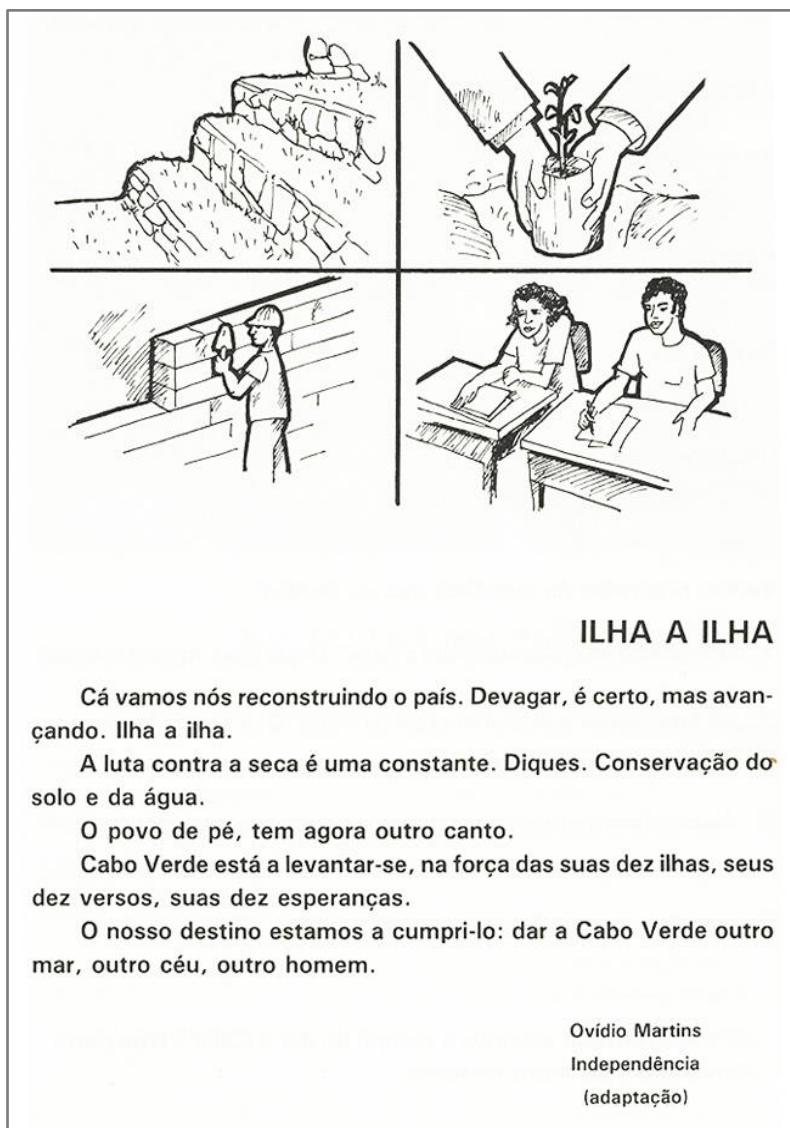 ILHA A ILHA
Cá vamos nós reconstruindo o país. Devagar, é certo, mas avan-
çando. Ilha a ilha.
A luta contra a seca é uma constante. Diques. Conservação do
solo e da água.
O povo de pé, tem agora outro canto.
Cabo Verde está a levantar-se, na força das suas dez ilhas, seus
dez versos, suas dez esperanças.
O nosso destino estamos a cumpri-lo: dar a Cabo Verde outro
mar, outro céu, outro homem.
Ovídio Martins
Independência
(adaptação)